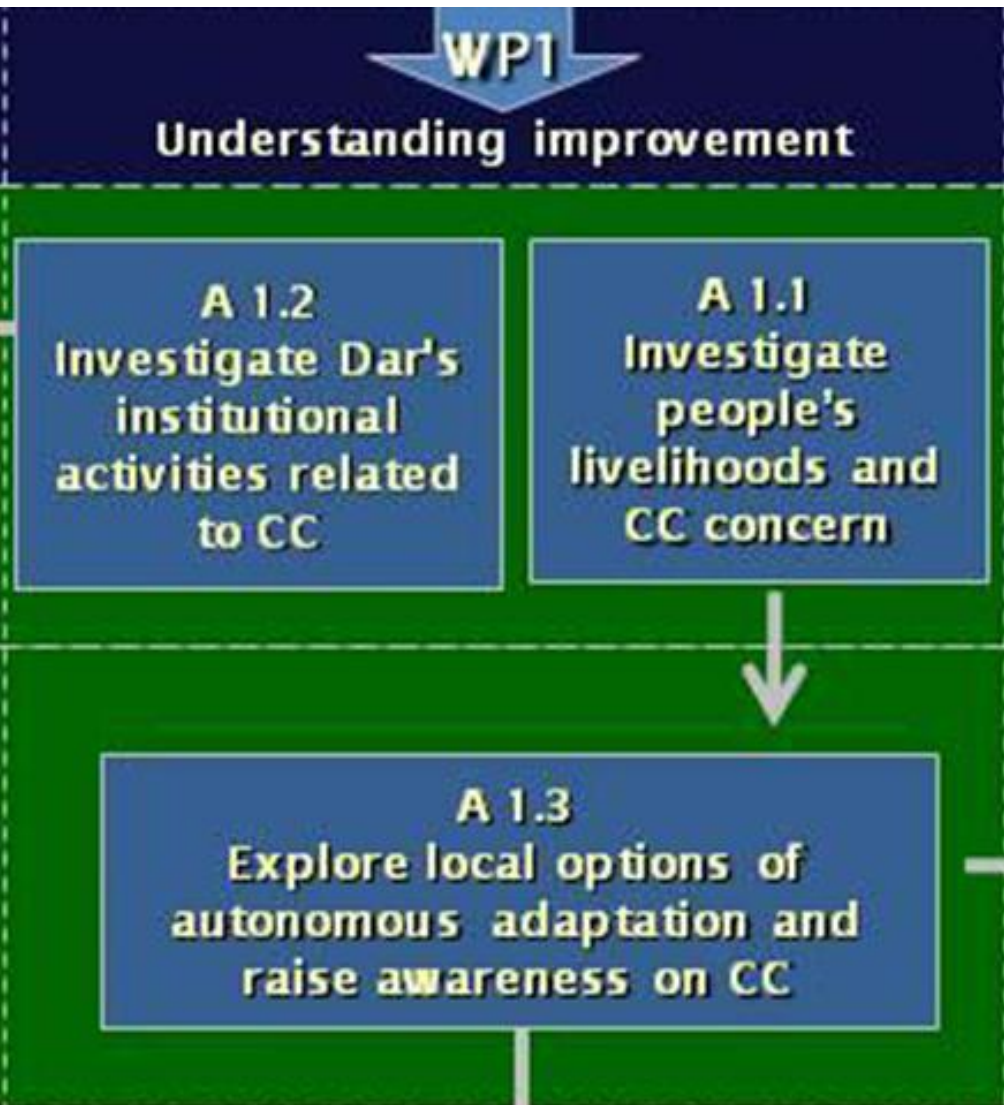 WP1
Understanding improvement
A 1.2
Investigate Dar's
institutional
activities related
to CC
A 1.1
Investigate
people's
livelihoods and
CC concern
A 1.3
Explore local options of
autonomous adaptation and
raise awareness on CC